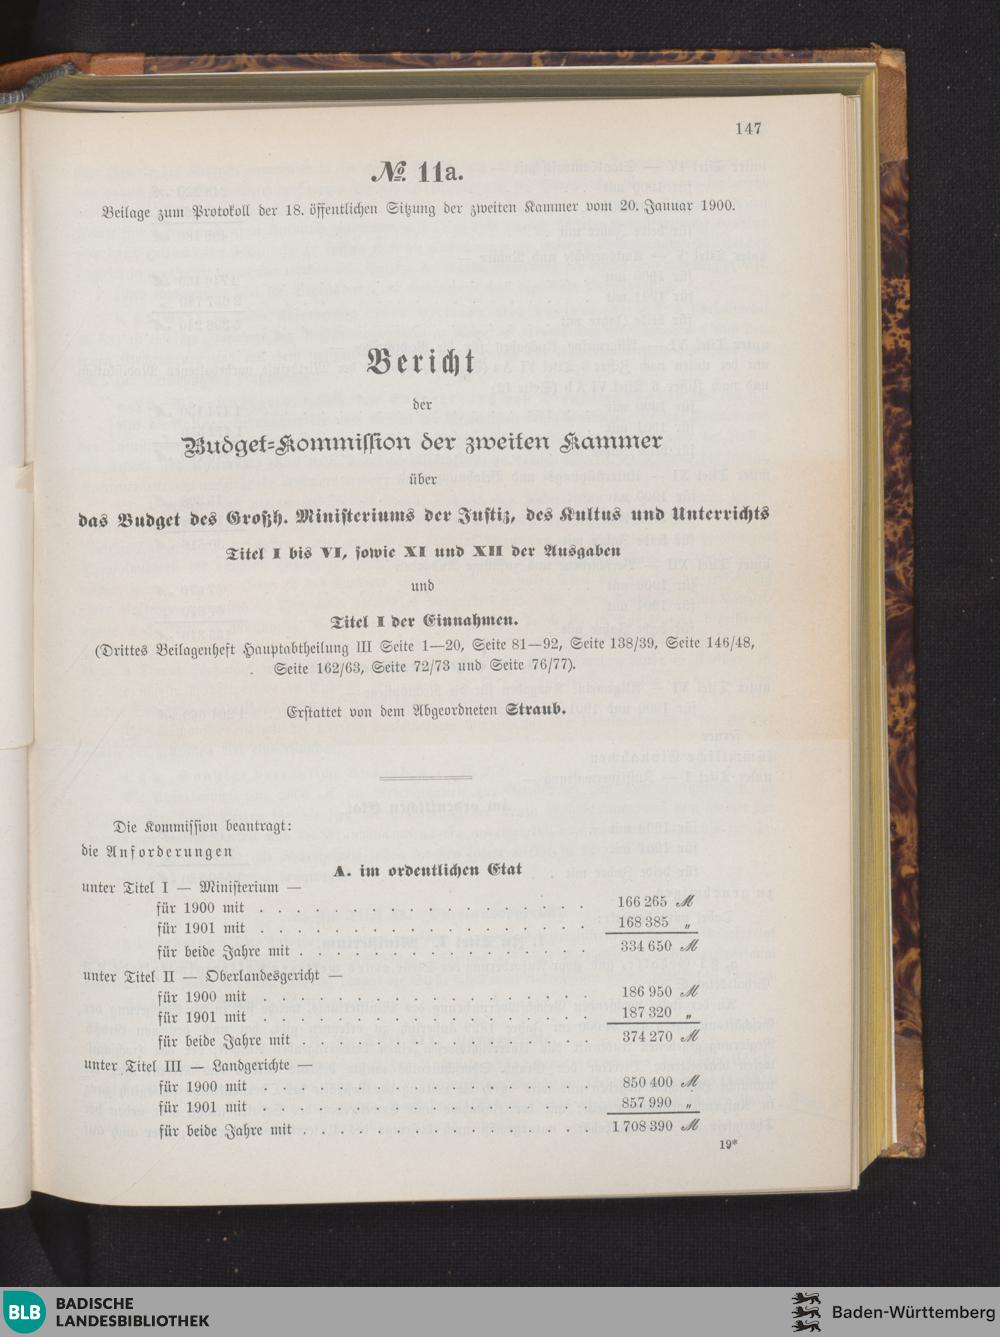 147
No. 11a.
Beilage zum Protokoll der 18. öffentlichen Sitzung der zweiten Kammer vom 20. Januar 1900.
Bericht
der
Budget-Kommission der zweiten Kammer
über
das Budget des Großh. Ministeriums der Justiz, des Kultus und Unterrichts
Titel I bis VI, sowie XI und XII der Ausgaben
und
Titel I der Einnahmen.
(Drittes Beilagenheft Hauptabtheilung III Seite 1—20, Seite 81—92, Seite 138/39, Seite 146/48,
Seite 162/63, Seite 72/73 und Seite 76/77).
Erstattet von dem Abgeordneten Straub.
Die Kommission beantragt:
die Anforderungen
A. im ordentlichen Etat
unter Titel I — Ministerium —
für 1900 mit . . . . . . . . . . . . . . . . . . 166 265 ℳ
für 1901 mit . . . . . . . . . . . . . . . . . . 168 385 „
für beide Jahre mit . . . . . . . . . . . . . . . . 334 650 ℳ
unter Titel II — Oberlandesgericht —
für 1900 mit . . . . . . . . . . . . . . . . . . 186 950 ℳ
für 1901 mit . . . . . . . . . . . . . . . . . . 187 320 „
für beide Jahre mit . . . . . . . . . . . . . . . . 374 270 ℳ
unter Titel III — Landgerichte —
für 1900 mit . . . . . . . . . . . . . . . . . . 850 400 ℳ
für 1901 mit . . . . . . . . . . . . . . . . . . 857 990 „
für beide Jahre mit . . . . . . . . . . . . . . . . 1 708 390 ℳ
19*
BLB BADISCHE
LANDESBIBLIOTHEK
Baden-Württemberg